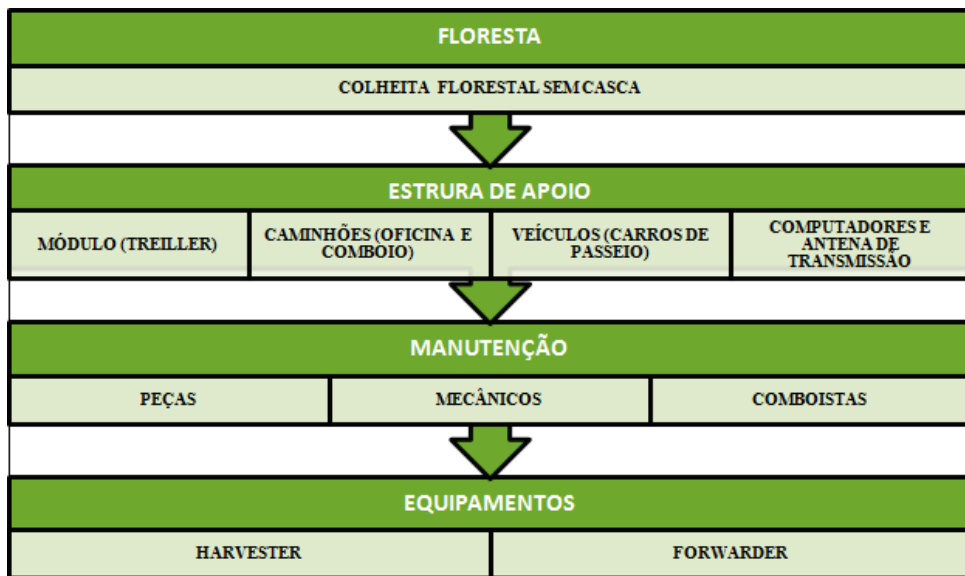 FLORESTA
COLHEITA FLORESTAL SEM CASCA
ESTRURA DE APOIO
MÓDULO (TREILLER)
CAMINHÕES (OFICINA E
COMBOIO)
VEÍCULOS (CARROS DE
PASSEIO)
COMPUTADORES E
ANTENA DE
TRANSMISSÃO
MANUTENÇÃO
PEÇAS
MECÂNICOS
COMBOISTAS
EQUIPAMENTOS
HARVESTER
FORWARDER